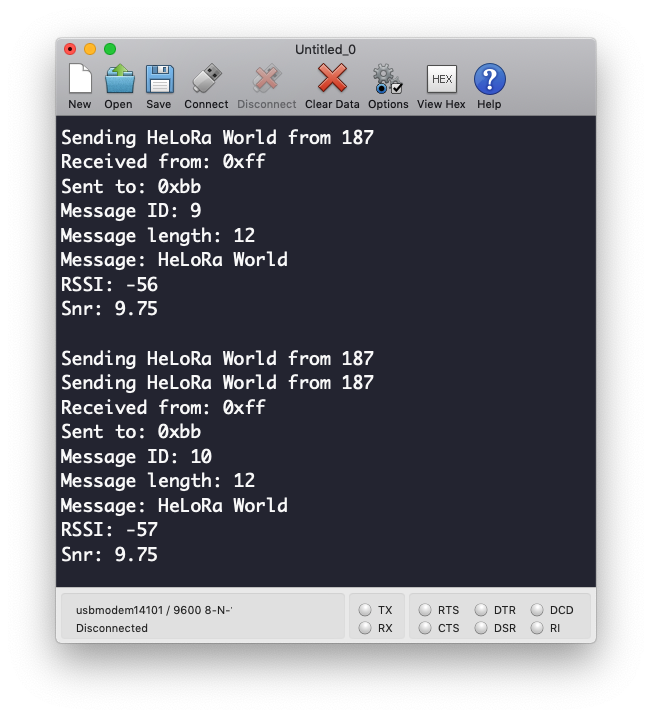 Untitled_0
New Open Save Connect Disconnect Clear Data Options HEX View Hex ? Help
Sending HeLoRa World from 187
Received from: 0xff
Sent to: 0xbb
Message ID: 9
Message length: 12
Message: HeLoRa World
RSSI: -56
Snr: 9.75
Sending HeLoRa World from 187
Sending HeLoRa World from 187
Received from: 0xff
Sent to: 0xbb
Message ID: 10
Message length: 12
Message: HeLoRa World
RSSI: -57
Snr: 9.75
usbmodem14101 / 9600 8-N- TX RTS DTR DCD
Disconnected RX CTS DSR RI